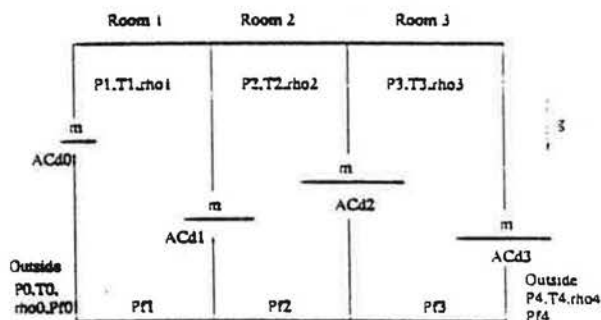 Room 1 Room 2 Room 3
P1.T1.rho1 P2.T2.rho2 P3.T3.rho3
m
ACd0
g
m
ACd2
m
ACd1
m
ACd3
Outside
P0.T0.
rho0.Pf0
Pf1 Pf2 Pf3
Outside
P4.T4.rho4
Pf4